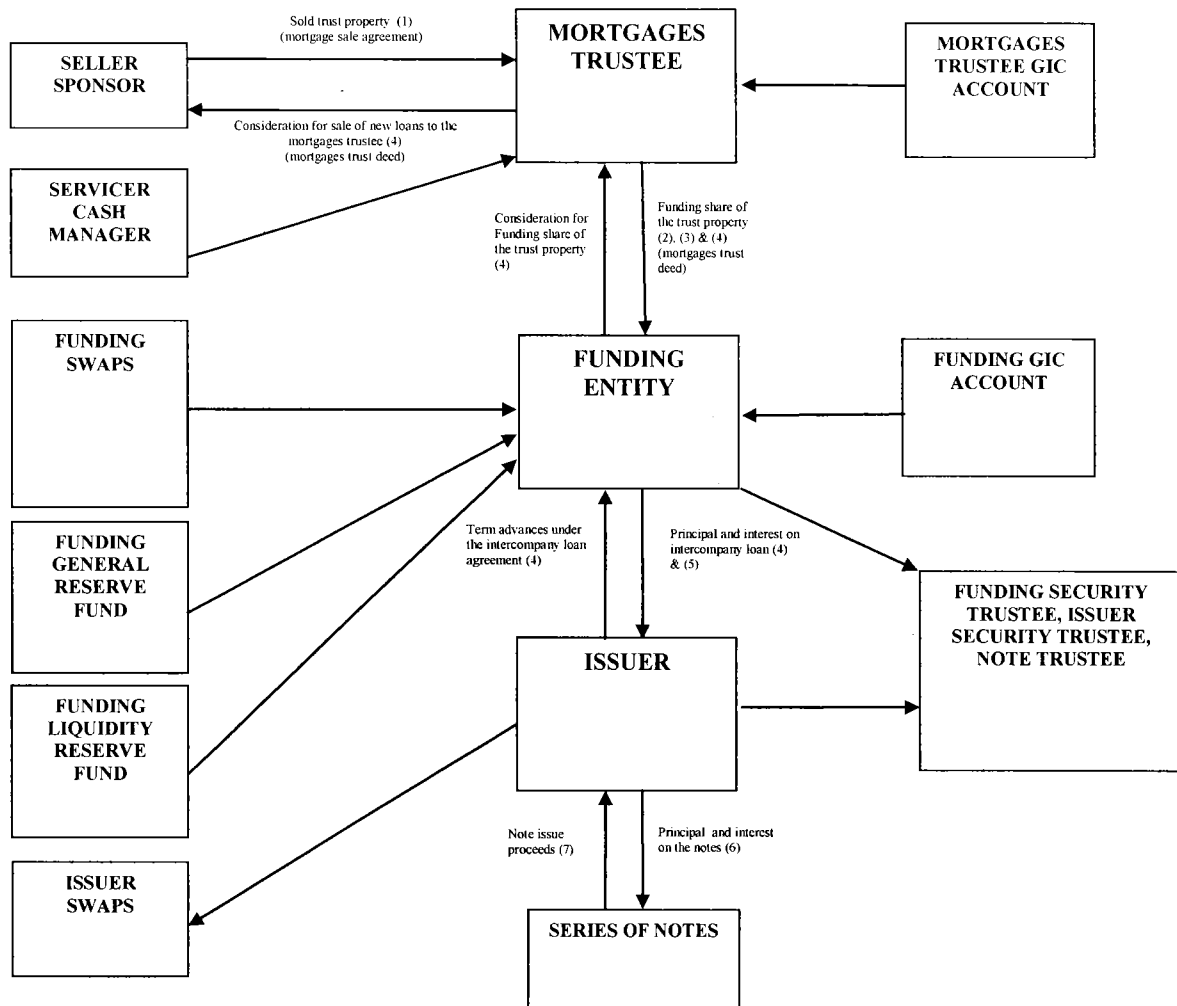 Sold trust property (1)
(mortgage sale agreement)
SELLER
SPONSOR
MORTGAGES
TRUSTEE
MORTGAGES
TRUSTEE GIC
ACCOUNT
Consideration for sale of new loans to the
mortgages trustee (4)
(mortgages trust deed)
SERVICER
CASH
MANAGER
Consideration for
Funding share of
the trust property
(4)
Funding share of
the trust property
(2), (3) & (4)
(mortgages trust
deed)
FUNDING
SWAPS
FUNDING
ENTITY
FUNDING GIC
ACCOUNT
FUNDING
GENERAL
RESERVE
FUND
Term advances under
the intercompany loan
agreement (4)
Principal and interest on
intercompany loan (4)
& (5)
FUNDING SECURITY
TRUSTEE, ISSUER
SECURITY TRUSTEE,
NOTE TRUSTEE
ISSUER
FUNDING
LIQUIDITY
RESERVE
FUND
Note issue
proceeds (7)
Principal and interest
on the notes (6)
ISSUER
SWAPS
SERIES OF NOTES